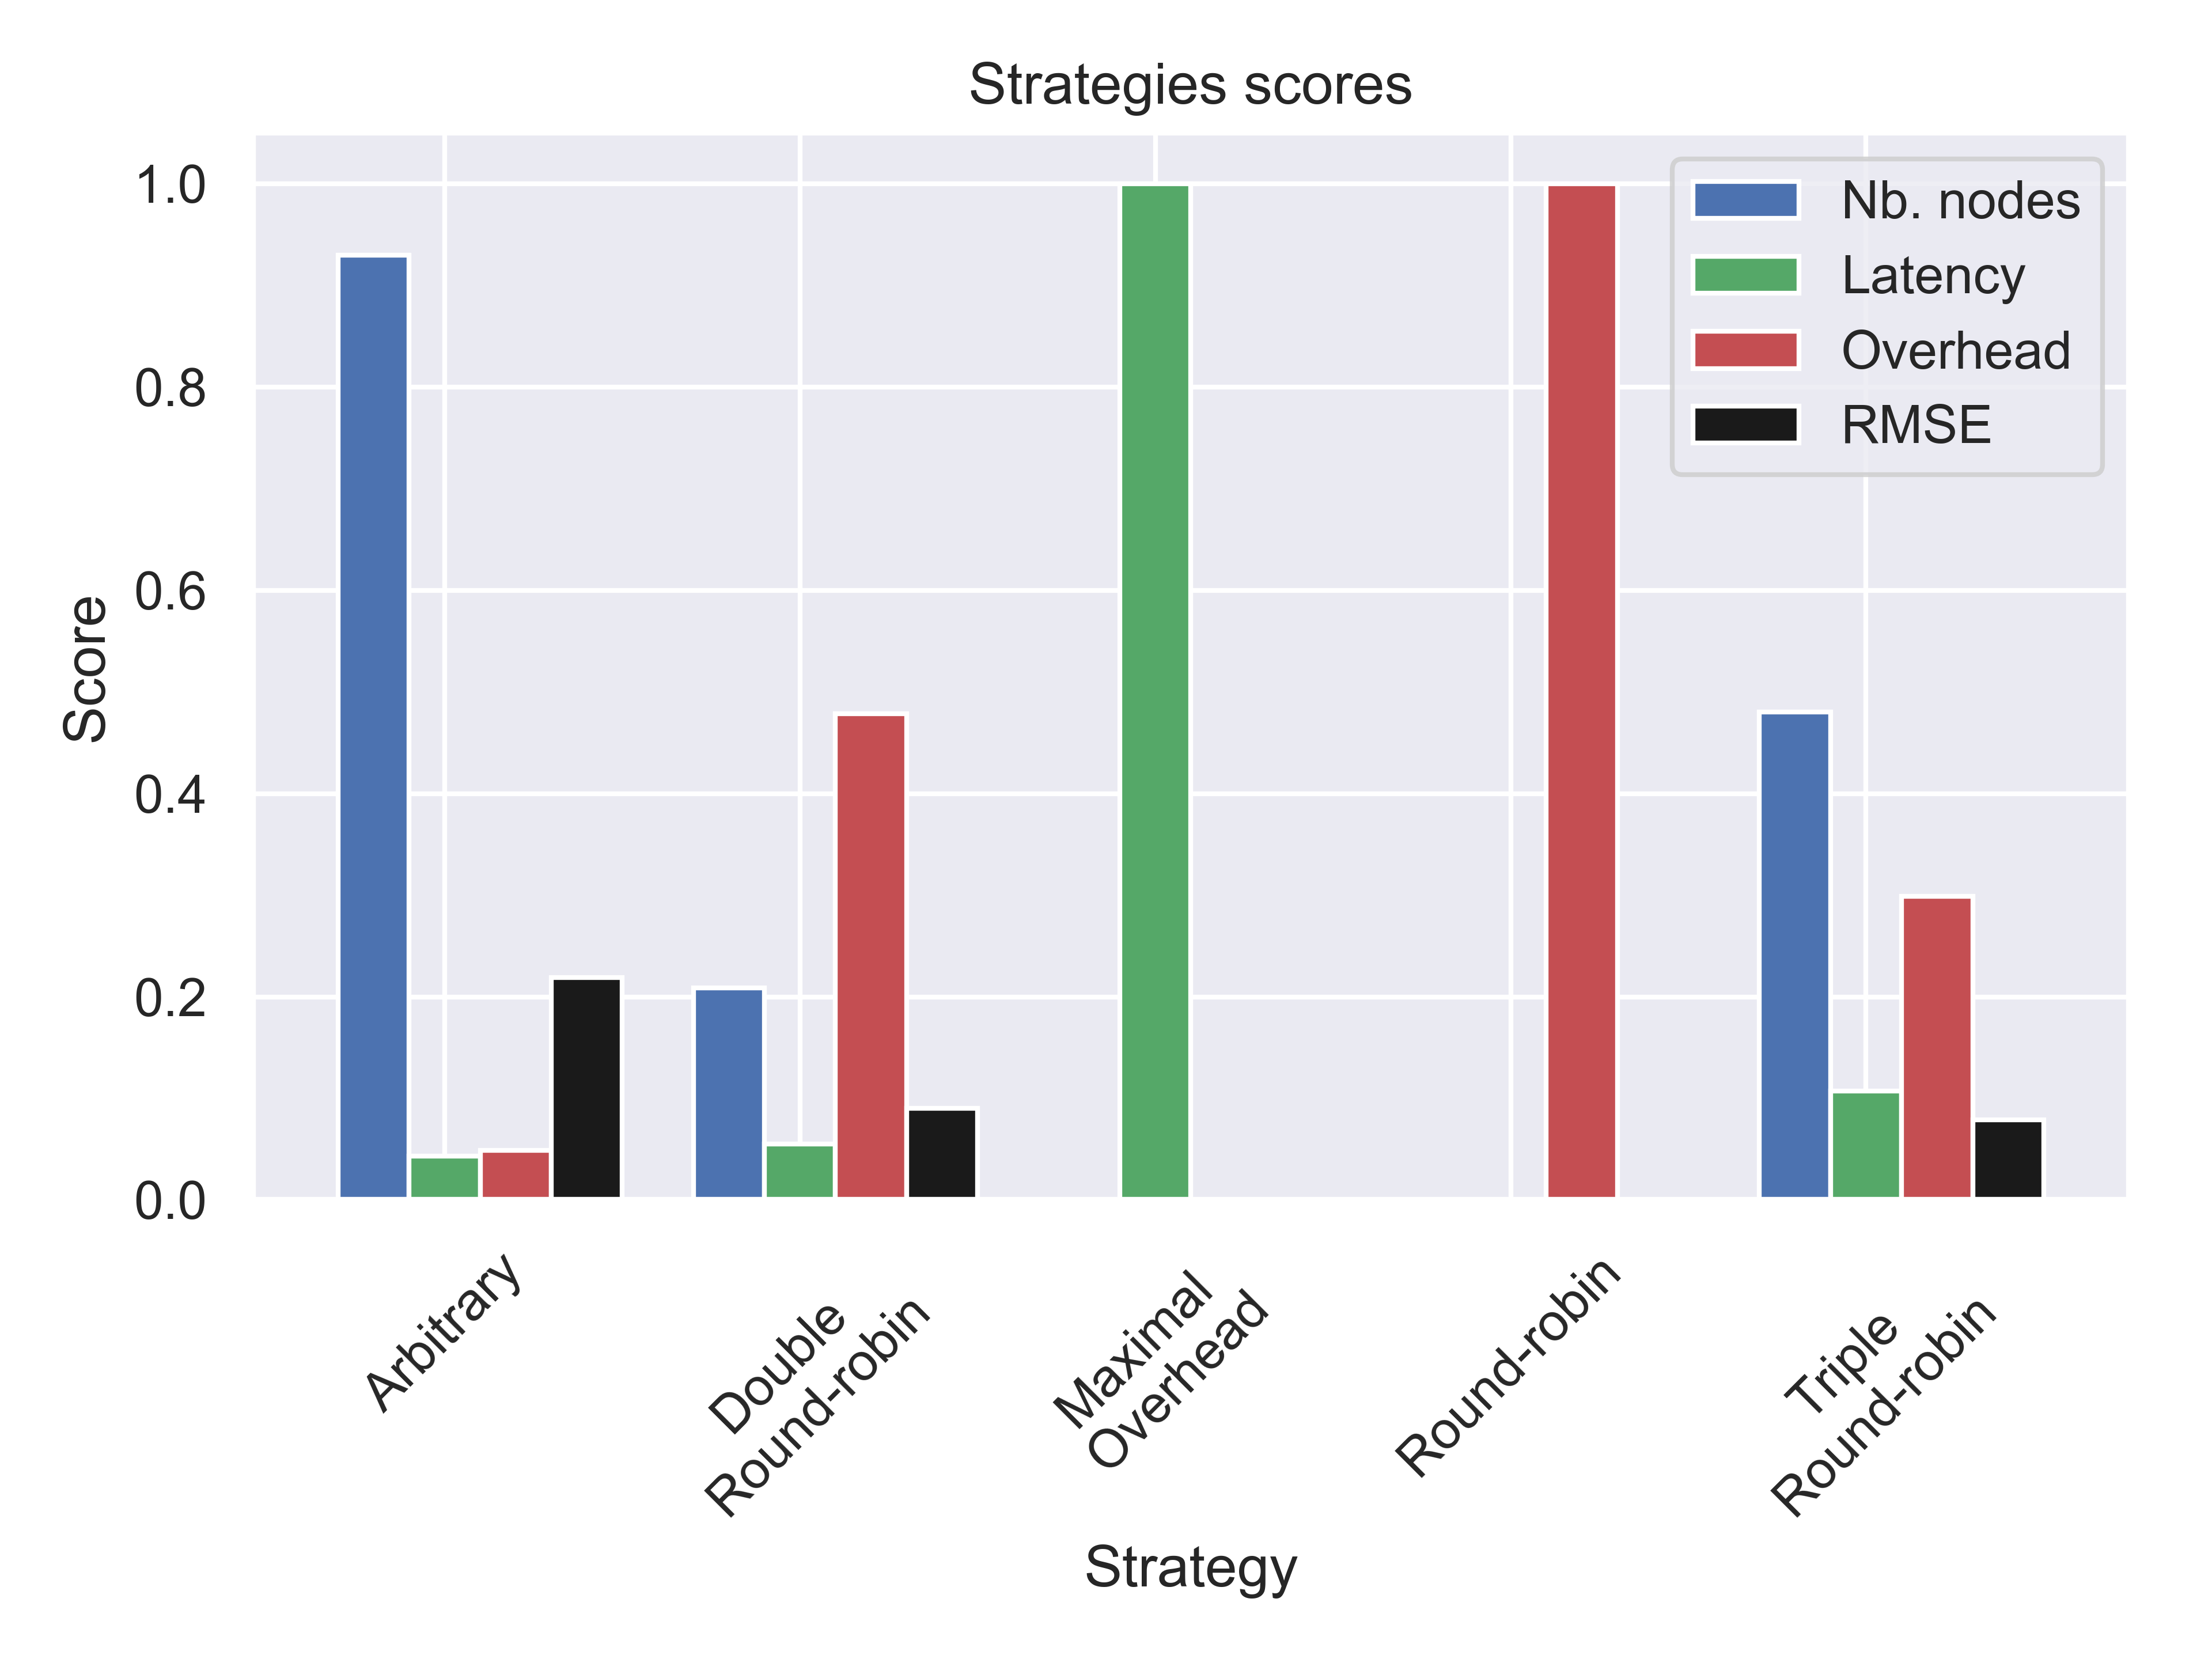 Strategies scores
Nb. nodes
Latency
Overhead
RMSE
1.0
0.8
0.6
0.4
0.2
0.0
Score
Arbitrary
Double
Round-robin
Maximal
Overhead
Round-robin
Triple
Round-robin
Strategy